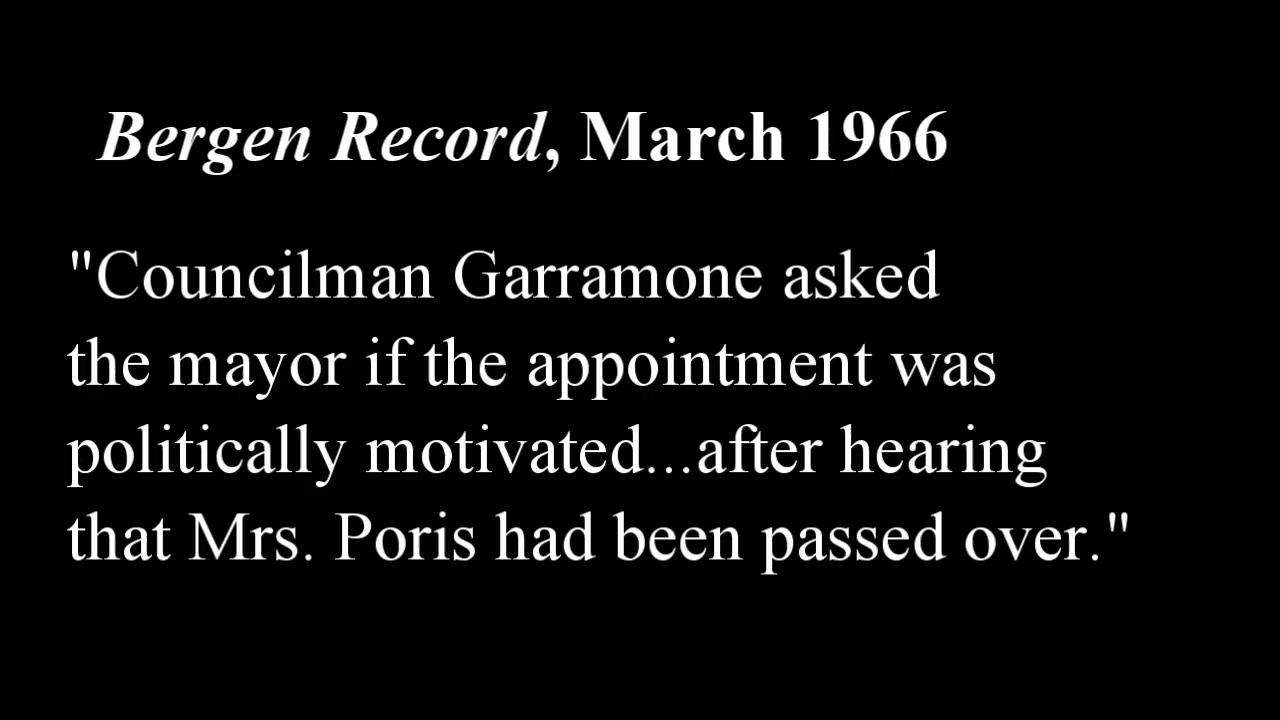 Bergen Record, March 1966
"Councilman Garramone asked
the mayor if the appointment was
politically motivated...after hearing
that Mrs. Poris had been passed over."